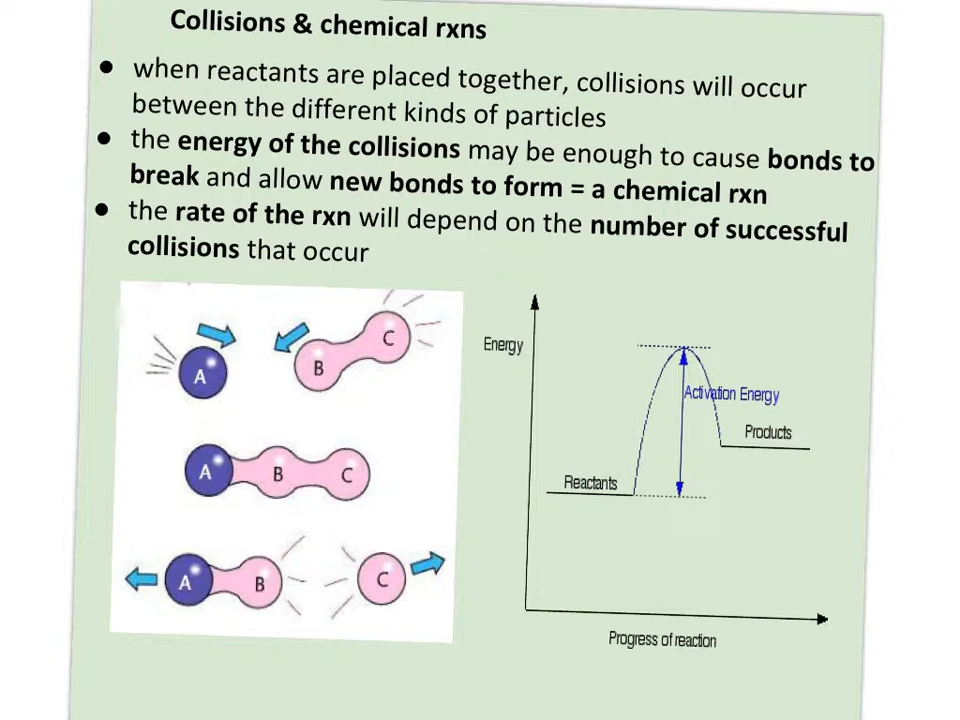 Collisions & chemical rxns
● when reactants are placed together, collisions will occur
between the different kinds of particles
● the energy of the collisions may be enough to cause bonds to
break and allow new bonds to form = a chemical rxn
● the rate of the rxn will depend on the number of successful
collisions that occur
A
B
C
A
B
C
A
B
C
Energy
Activation Energy
Products
Reactants
Progress of reaction